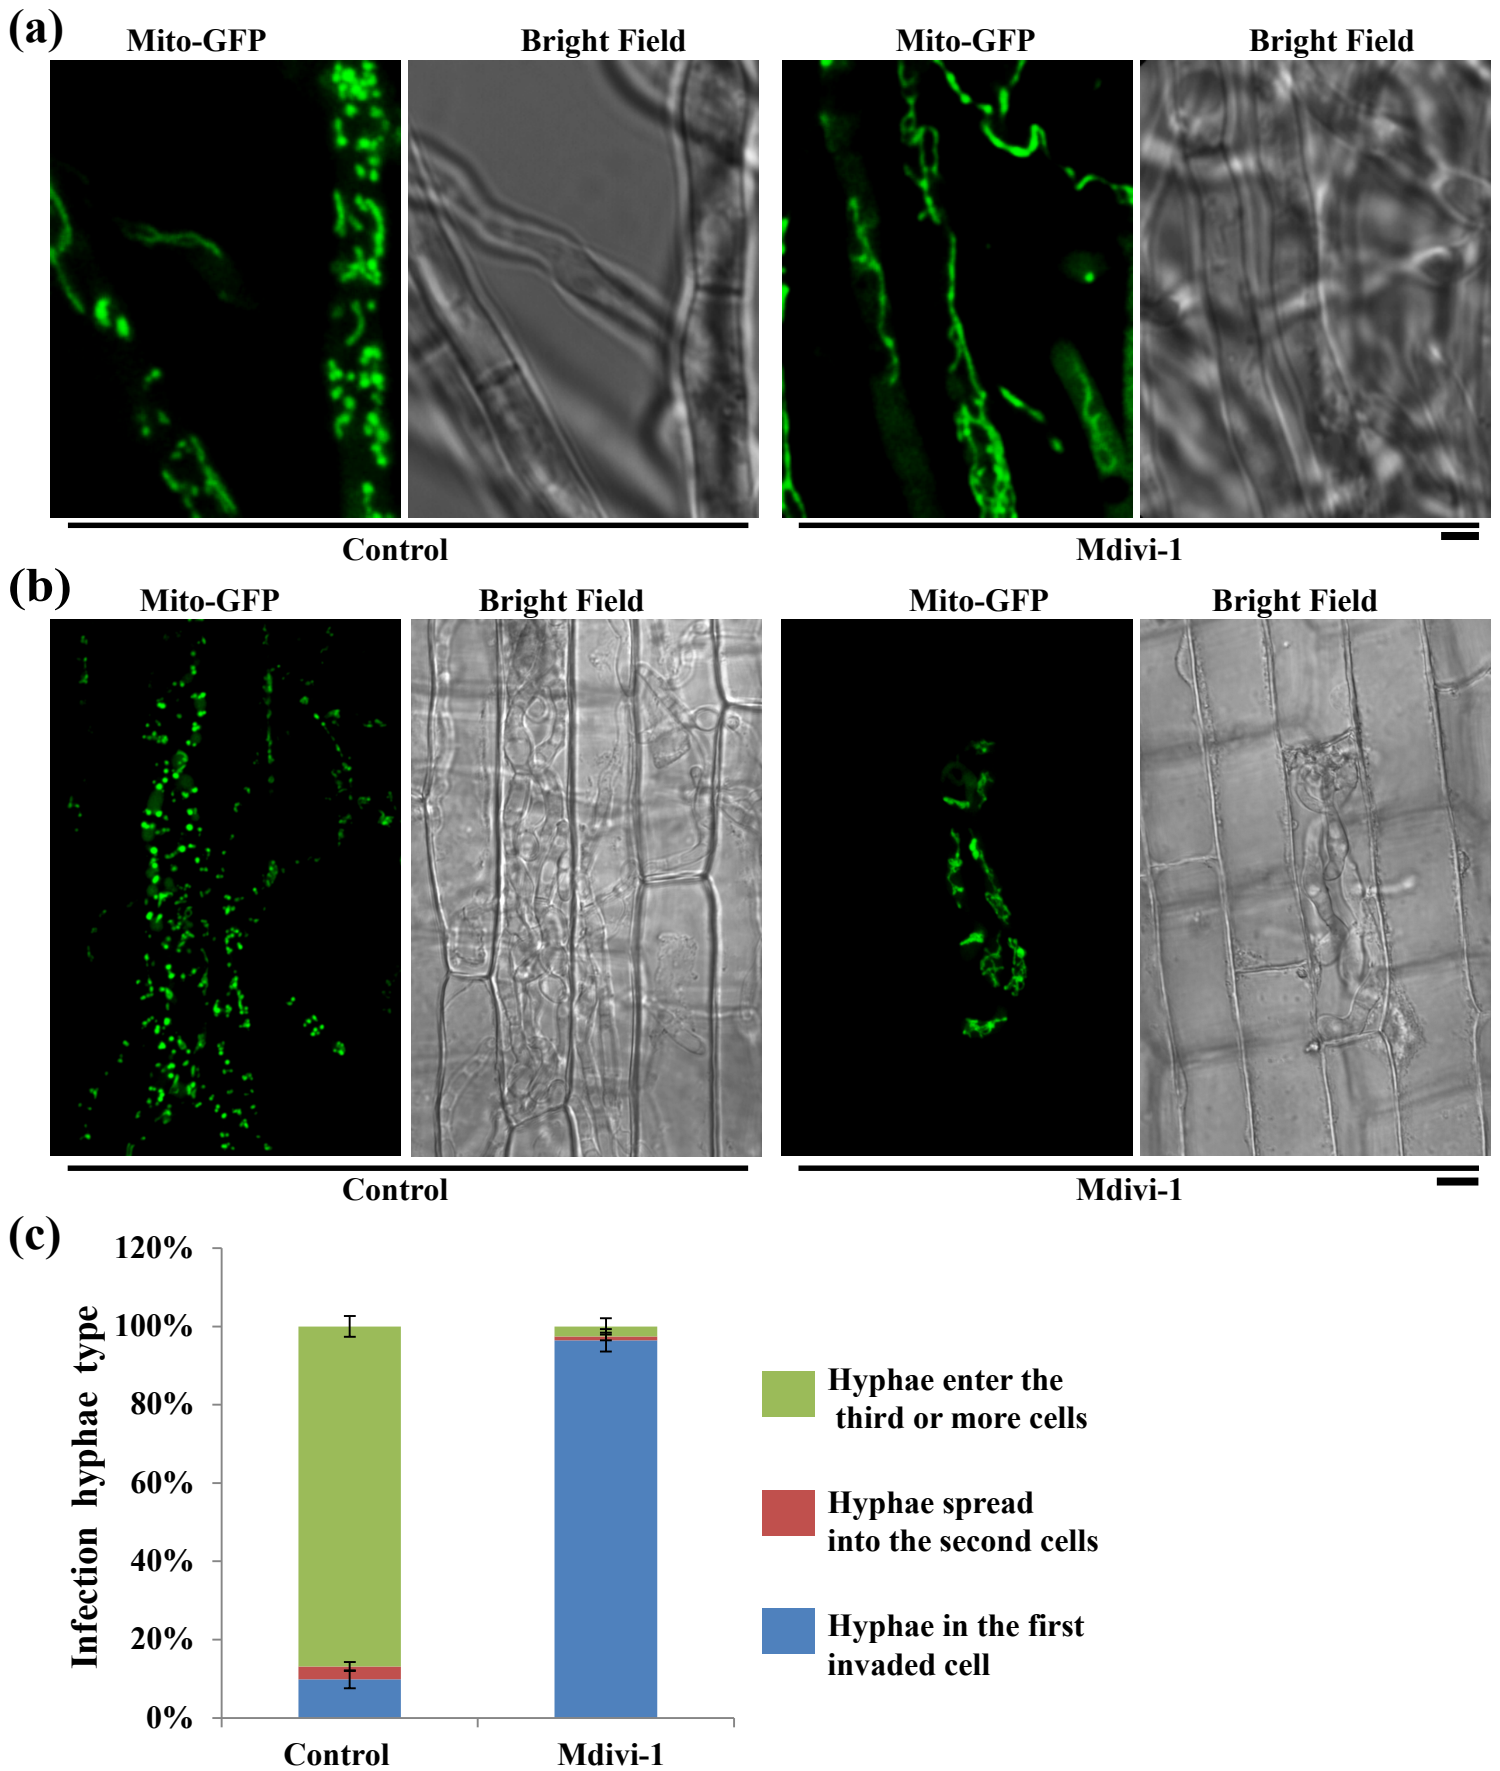 (a)
Mito-GFP Bright Field Mito-GFP Bright Field
Control Mdivi-1
(b)
Mito-GFP Bright Field Mito-GFP Bright Field
Control Mdivi-1
(c)
Infection hyphae type
120%
100%
80%
60%
40%
20%
0%
Control Mdivi-1
Hyphae enter the
third or more cells
Hyphae spread
into the second cells
Hyphae in the first
invaded cell